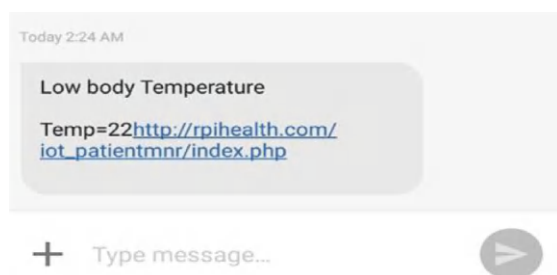 Today 2:24 AM
Low body Temperature
Temp=22http://rpihealth.com/
iot_patientmnr/index.php
Type message...